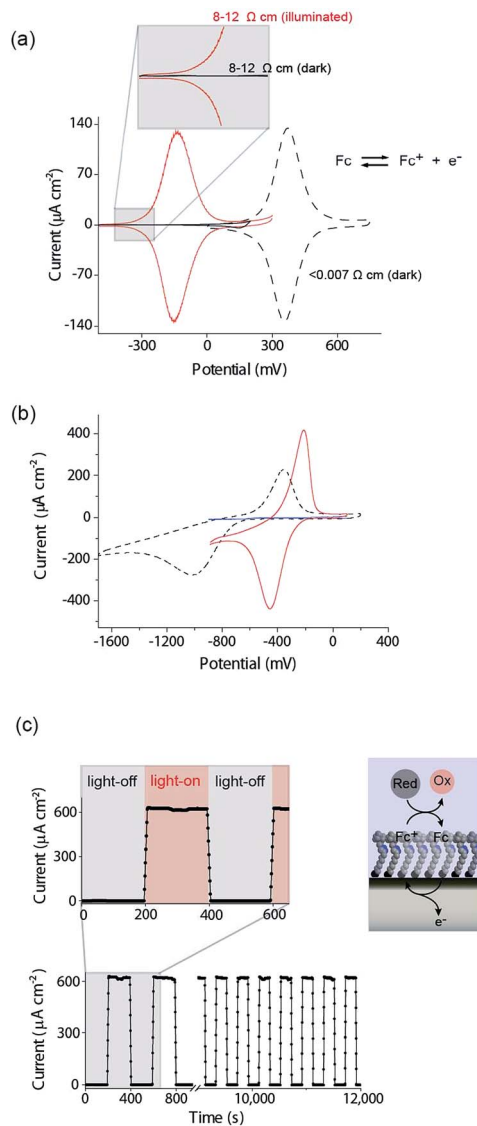 (a)
8-12 Ω cm (illuminated)
8-12 Ω cm (dark)
140
70
0
-70
-140
Current (µA cm⁻²)
Fc ⇌ Fc⁺ + e⁻
<0.007 Ω cm (dark)
-300 0 300 600
Potential (mV)
(b)
400
200
0
-200
-400
Current (µA cm⁻²)
-1600 -1200 -800 -400 0 400
Potential (mV)
(c)
light-off light-on light-off
600
300
0
Current (µA cm⁻²)
0 200 400 600
Red Ox
Fc⁺ Fc
e⁻
600
300
0
Current (µA cm⁻²)
0 400 800 10,000 12,000
Time (s)